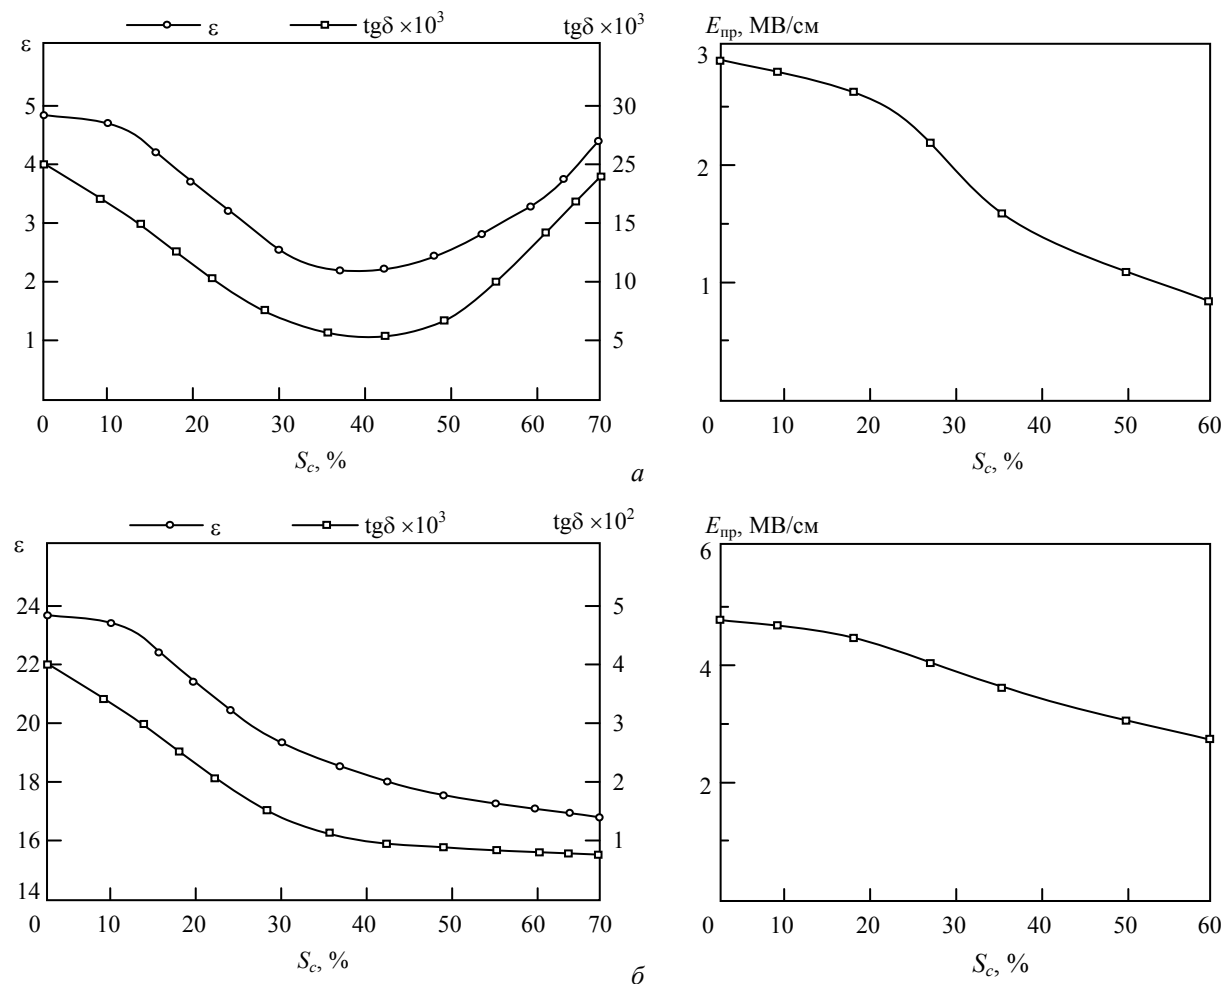 ε tgδ ×10³ tgδ ×10³
ε
5 30
4 25
3 15
2 10
1 5
0 10 20 30 40 50 60 70
S_c, %
E_пр, МВ/см
3
2
1
0 10 20 30 40 50 60
S_c, %
а
ε tgδ ×10³ tgδ ×10²
ε
24 5
22 4
20 3
18 2
16 1
14
0 10 20 30 40 50 60 70
S_c, %
E_пр, МВ/см
6
4
2
0 10 20 30 40 50 60
S_c, %
б